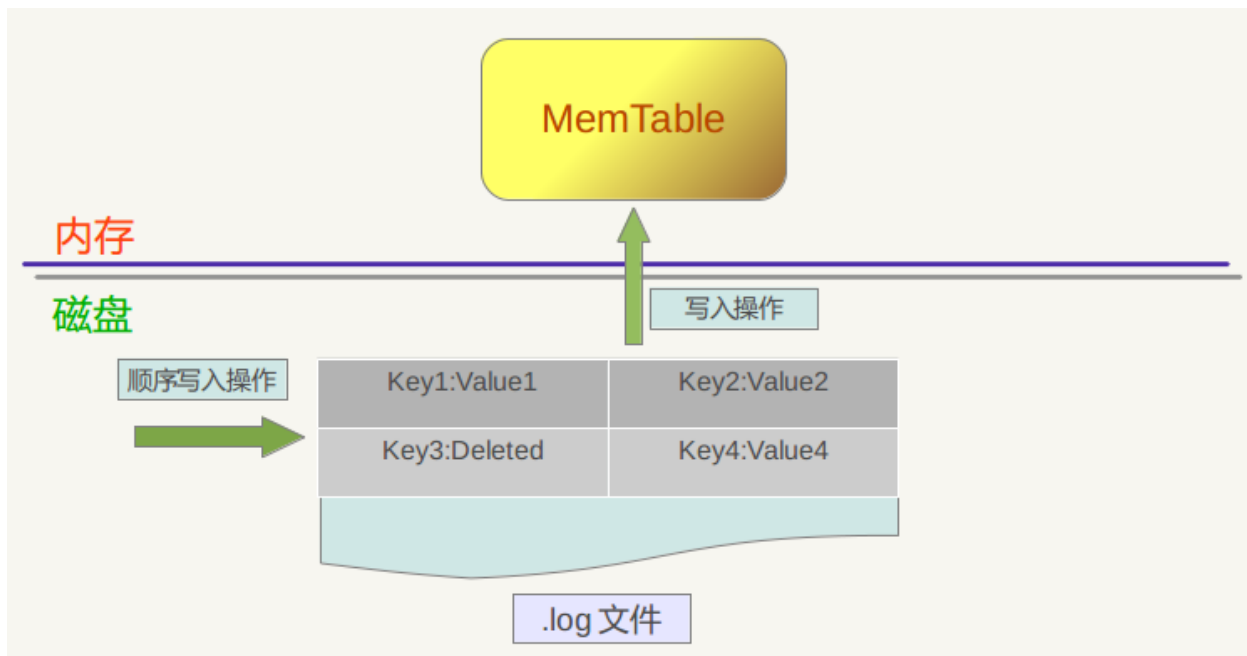 MemTable
内存
磁盘
写入操作
顺序写入操作
Key1:Value1
Key2:Value2
Key3:Deleted
Key4:Value4
.log 文件